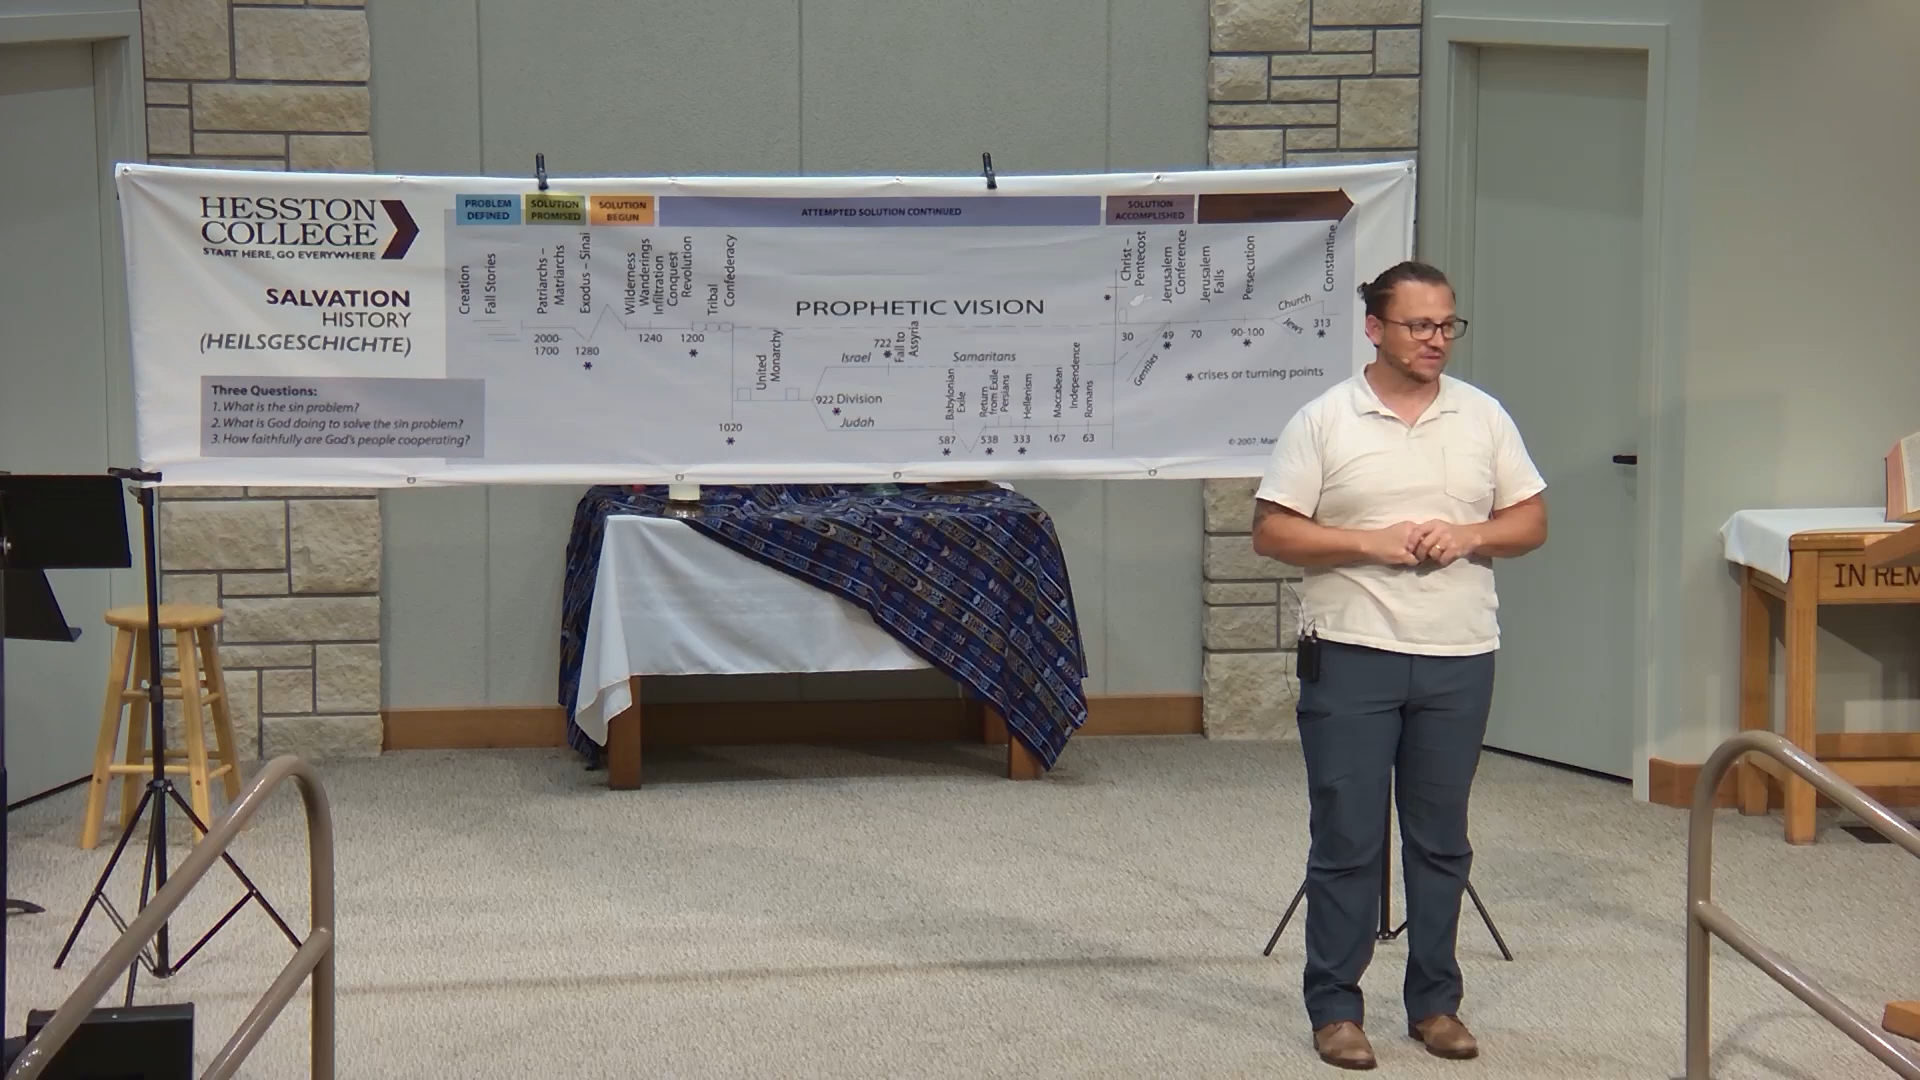 HESSTON
COLLEGE
START HERE, GO EVERYWHERE
SALVATION
HISTORY
(HEILSGESCHICHTE)
Three Questions:
1. What is the sin problem?
2. What is God doing to solve the sin problem?
3. How faithfully are God's people cooperating?
PROBLEM
DEFINED
SOLUTION
PROMISED
SOLUTION
BEGUN
ATTEMPTED SOLUTION CONTINUED
SOLUTION
ACCOMPLISHED
Creation
Fall Stories
Patriarchs –
Matriarchs
Exodus – Sinai
Wilderness
Wanderings
Infiltration
Conquest
Revolution
Tribal
Confederacy
PROPHETIC VISION
Christ –
Pentecost
Jerusalem
Conference
Jerusalem
Falls
Persecution
Constantine
Church
Jews
2000-
1700
1280
*
1240
1200
*
United
Monarchy
1020
*
922 Division
*
Israel
Judah
722
*
Fall to
Assyria
Samaritans
Babylonian
Exile
Return
from Exile
Persians
Hellenism
Maccabean
Independence
Romans
587
*
538
*
333
*
167
63
*
30
49
*
70
90-100
*
313
*
Gentiles
* crises or turning points
© 2007,
IN REM